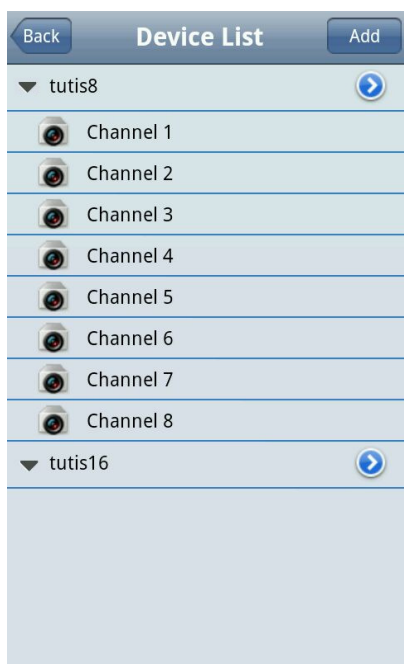 Back Device List Add
tutis8
Channel 1
Channel 2
Channel 3
Channel 4
Channel 5
Channel 6
Channel 7
Channel 8
tutis16